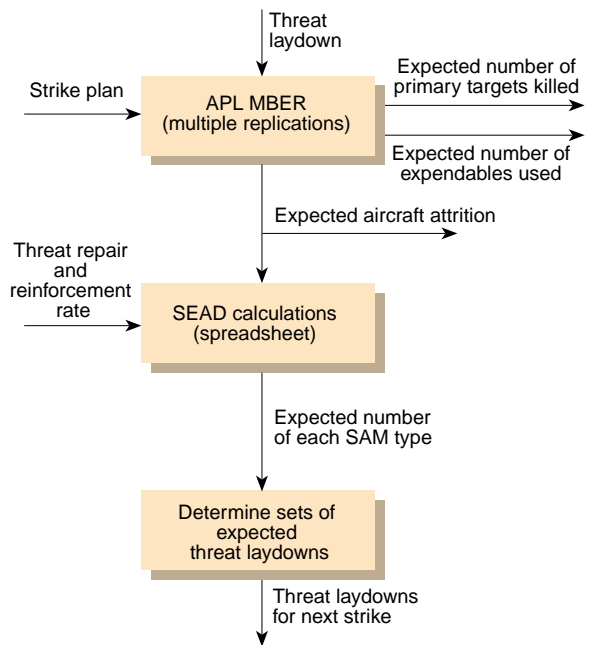 Threat
laydown
Strike plan
APL MBER
(multiple replications)
Expected number of
primary targets killed
Expected number of
expendables used
Expected aircraft attrition
Threat repair
and
reinforcement
rate
SEAD calculations
(spreadsheet)
Expected number
of each SAM type
Determine sets of
expected
threat laydowns
Threat laydowns
for next strike